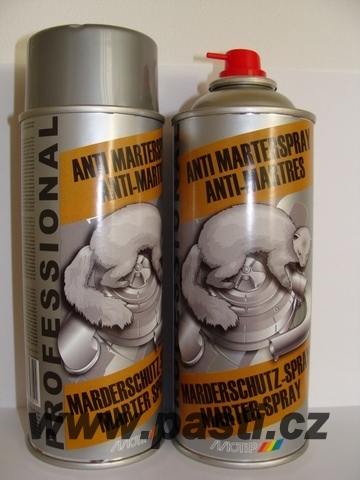 PROFESSIONAL
ANTI MARTERSPRAY
ANTI-MARTRES
MARDERSCHUTZ-SPRAY
MARTER SPRAY
MOTIP
ANTI MARTERSPRAY
ANTI-MARTRES
MARDERSCHUTZ-SPRAY
MARTER-SPRAY
MOTIP
www.pasti.cz